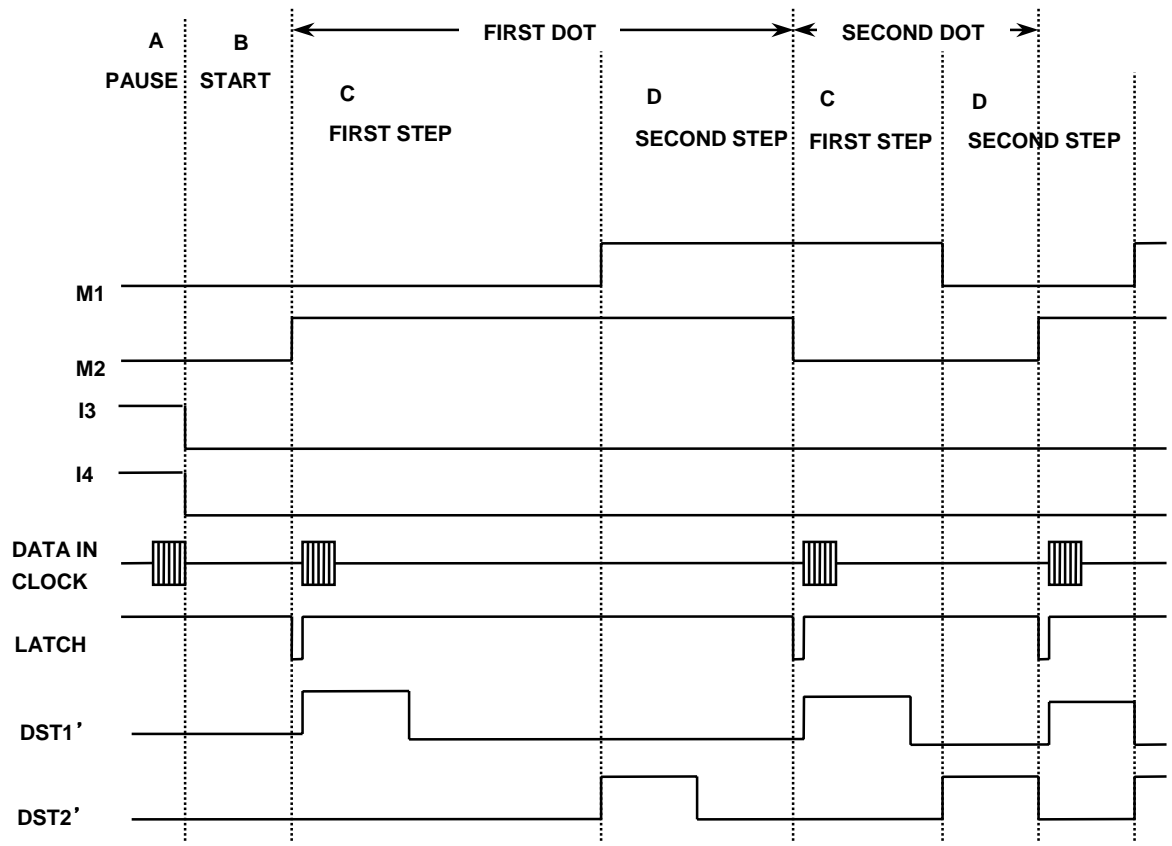 A B FIRST DOT SECOND DOT
PAUSE START
C D C D
FIRST STEP SECOND STEP FIRST STEP SECOND STEP
M1
M2
I3
I4
DATA IN
CLOCK
LATCH
DST1’
DST2’